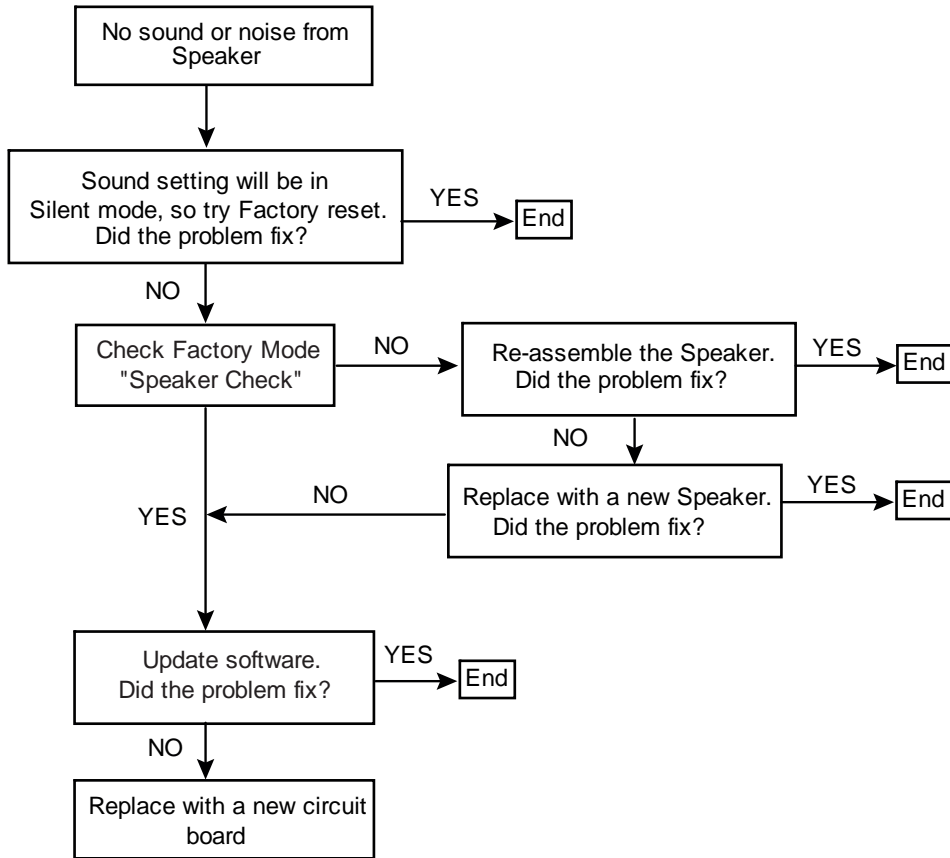 No sound or noise from
Speaker
Sound setting will be in
Silent mode, so try Factory reset.
Did the problem fix?
YES
End
NO
Check Factory Mode
"Speaker Check"
NO
Re-assemble the Speaker.
Did the problem fix?
YES
End
NO
Replace with a new Speaker.
Did the problem fix?
YES
End
NO
YES
Update software.
Did the problem fix?
YES
End
NO
Replace with a new circuit
board